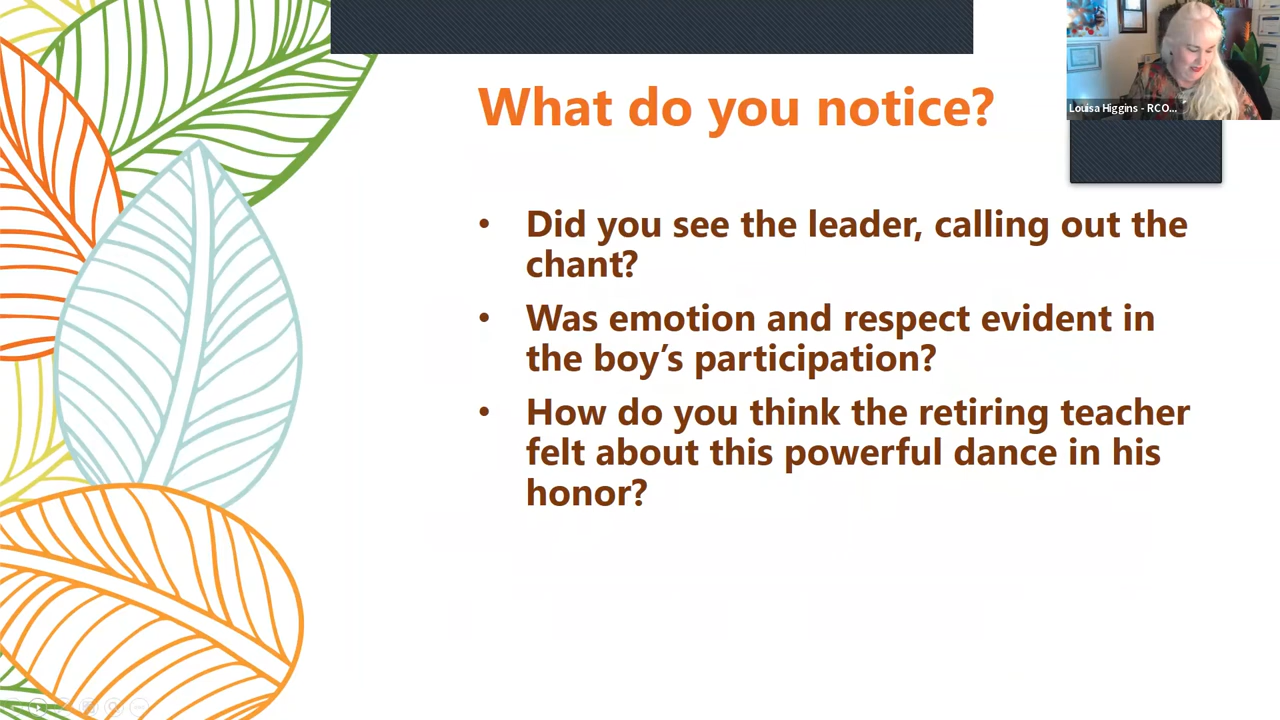 What do you notice?
Louisa Higgins - RCO...
• Did you see the leader, calling out the
chant?
• Was emotion and respect evident in
the boy’s participation?
• How do you think the retiring teacher
felt about this powerful dance in his
honor?